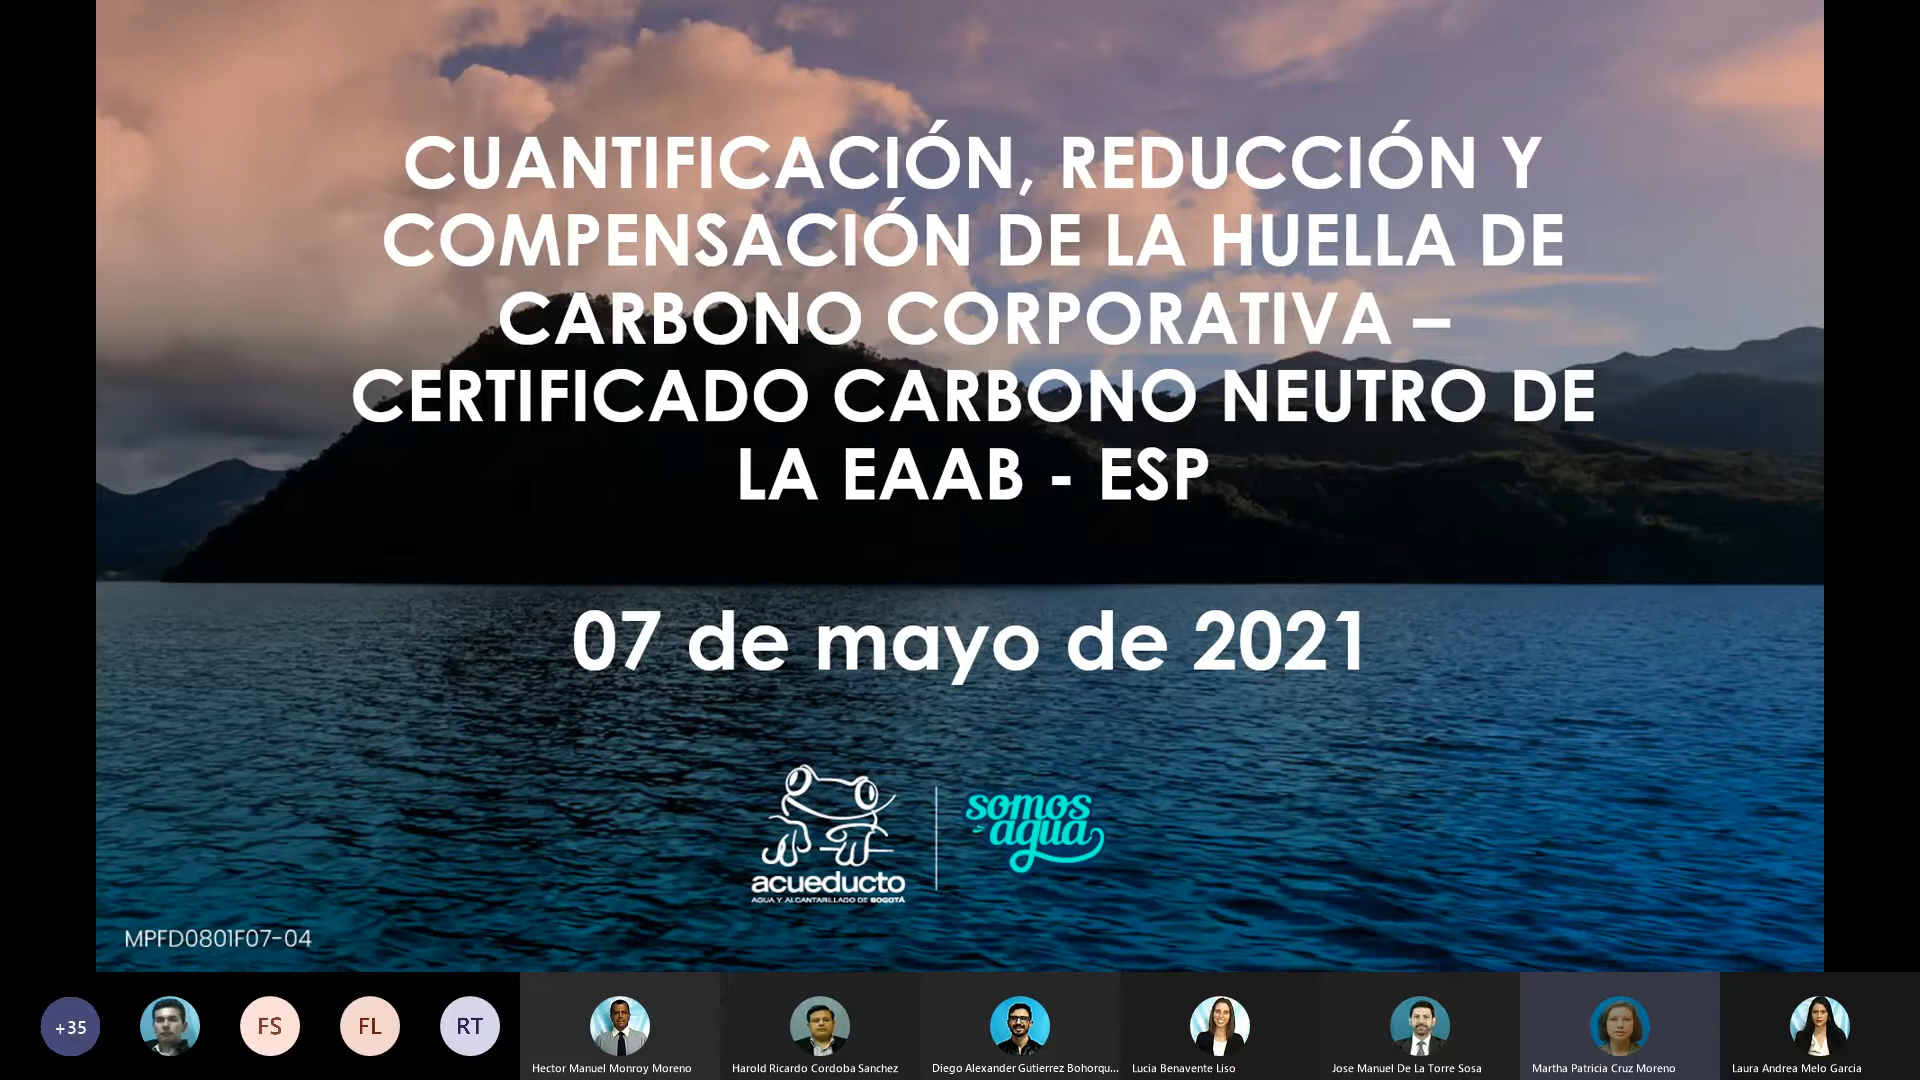 CUANTIFICACIÓN, REDUCCIÓN Y
COMPENSACIÓN DE LA HUELLA DE
CARBONO CORPORATIVA –
CERTIFICADO CARBONO NEUTRO DE
LA EAAB - ESP
07 de mayo de 2021
somos
agua
acueducto
AGUA Y ALCANTARILLADO DE BOGOTÁ
MPFD0801F07-04
+35
FS
FL
RT
Hector Manuel Monroy Moreno
Harold Ricardo Cordoba Sanchez
Diego Alexander Gutierrez Bohorqu...
Lucia Benavente Liso
Jose Manuel De La Torre Sosa
Martha Patricia Cruz Moreno
Laura Andrea Melo Garcia